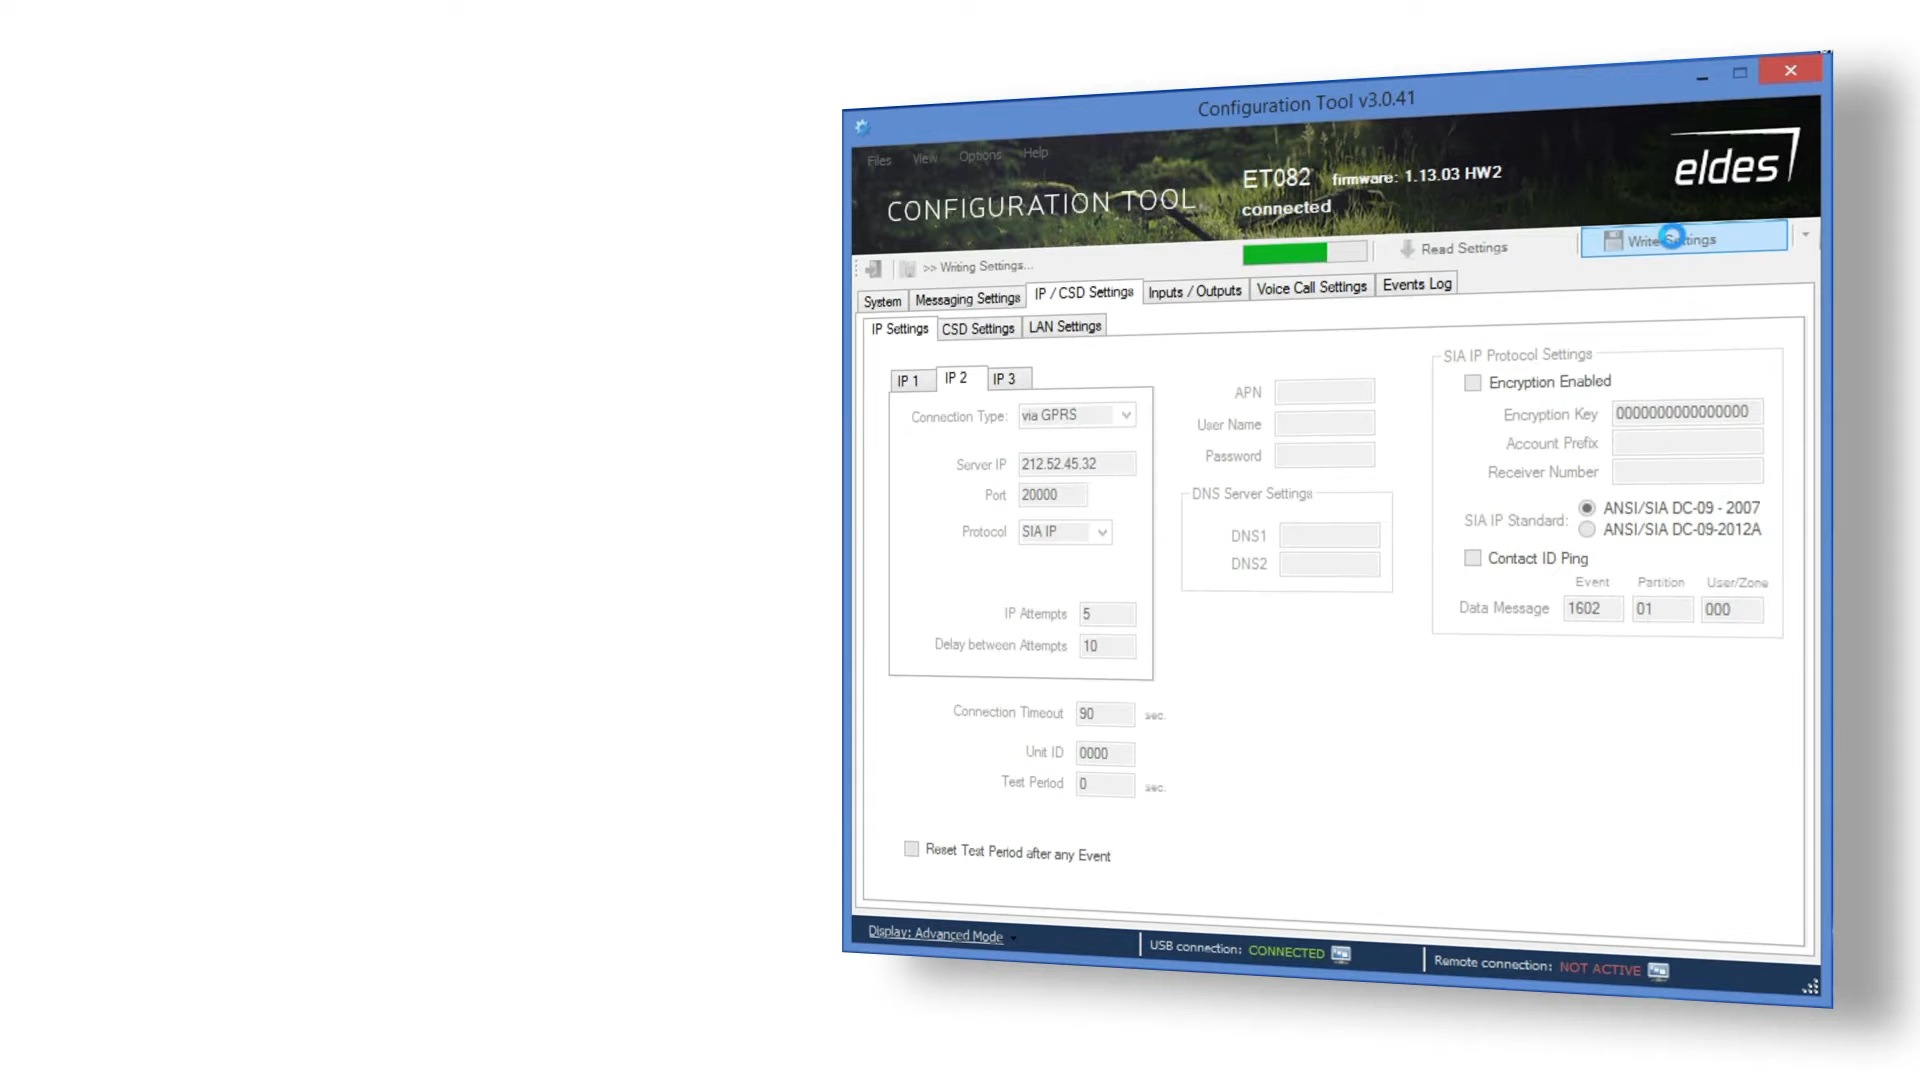 Configuration Tool v3.0.41
Files View Options Help
eldes
ET082 firmware: 1.13.03 HW2
CONFIGURATION TOOL
connected
>> Writing Settings...
Read Settings
Write Settings
System
Messaging Settings
IP / CSD Settings
Inputs / Outputs
Voice Call Settings
Events Log
IP Settings
CSD Settings
LAN Settings
IP 1
IP 2
IP 3
Connection Type: via GPRS
Server IP 212.52.45.32
Port 20000
Protocol SIA IP
IP Attempts 5
Delay between Attempts 10
Connection Timeout 90 sec.
Unit ID 0000
Test Period 0 sec.
Reset Test Period after any Event
APN
User Name
Password
DNS Server Settings
DNS1
DNS2
SIA IP Protocol Settings
Encryption Enabled
Encryption Key 0000000000000000
Account Prefix
Receiver Number
SIA IP Standard:
ANSI/SIA DC-09 - 2007
ANSI/SIA DC-09-2012A
Contact ID Ping
Event Partition User/Zone
Data Message 1602 01 000
Display: Advanced Mode
USB connection: CONNECTED
Remote connection: NOT ACTIVE